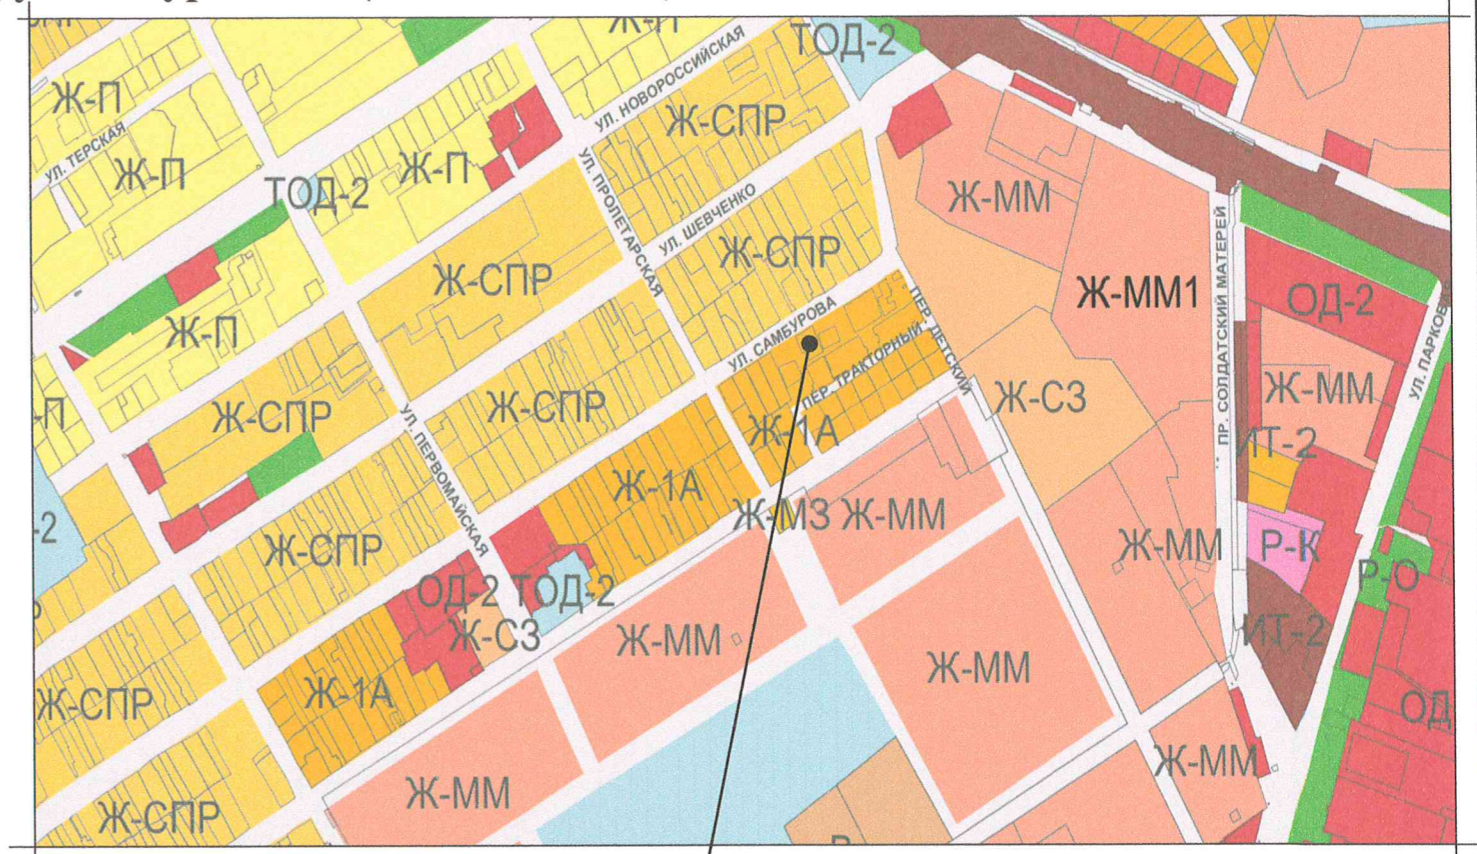 Ж-П
ТОД-2
УЛ. НОВОРОССИЙСКАЯ
Ж-П
Ж-СПР
УЛ. ТЕРСКАЯ
Ж-П
Ж-П
ТОД-2
УЛ. ПРОЛЕТАРСКАЯ
УЛ. ШЕВЧЕНКО
Ж-ММ
ПР. СОЛДАТСКИЙ МАТЕРЕЙ
Ж-СПР
Ж-СПР
Ж-ММ1
ОД-2
Ж-П
УЛ. САМБУРОВА
ПЕР. ТРАКТОРНЫЙ
ПЕР. ДЕТСКИЙ
УЛ. ПАРКОВ
-П
Ж-СПР
Ж-СПР
Ж-СЗ
Ж-ММ
УЛ. ПЕРВОМАЙСКАЯ
Ж-1А
ИТ-2
Ж-1А
-2
Ж-СПР
Ж-МЗ
Ж-ММ
Ж-ММ
Р-К
Р-О
ОД-2
ТОД-2
Ж-СЗ
Ж-ММ
Ж-ММ
ИТ-2
Ж-СПР
Ж-1А
ОД
Ж-ММ
Ж-ММ
Ж-СПР